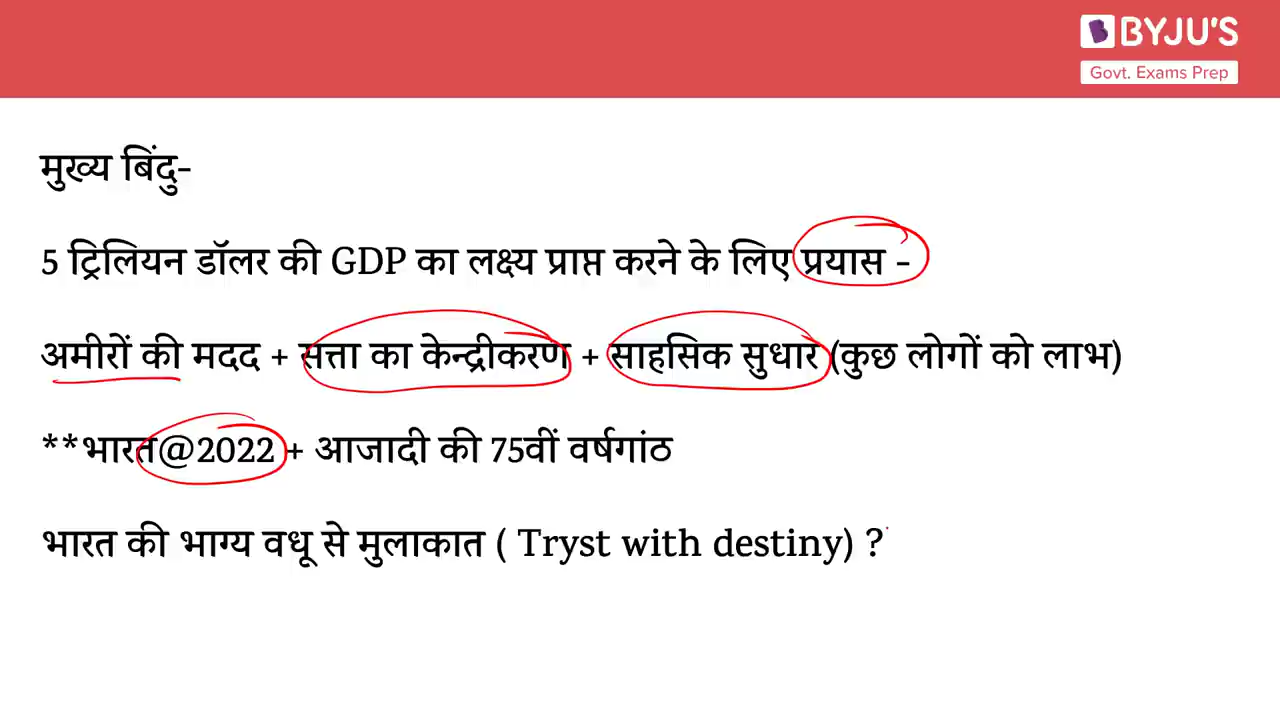 BYJU'S
Govt. Exams Prep
मुख्य बिंदु-
5 ट्रिलियन डॉलर की GDP का लक्ष्य प्राप्त करने के लिए प्रयास -
अमीरों की मदद + सत्ता का केन्द्रीकरण + साहसिक सुधार (कुछ लोगों को लाभ)
**भारत@2022 + आजादी की 75वीं वर्षगांठ
भारत की भाग्य वधू से मुलाकात ( Tryst with destiny) ?